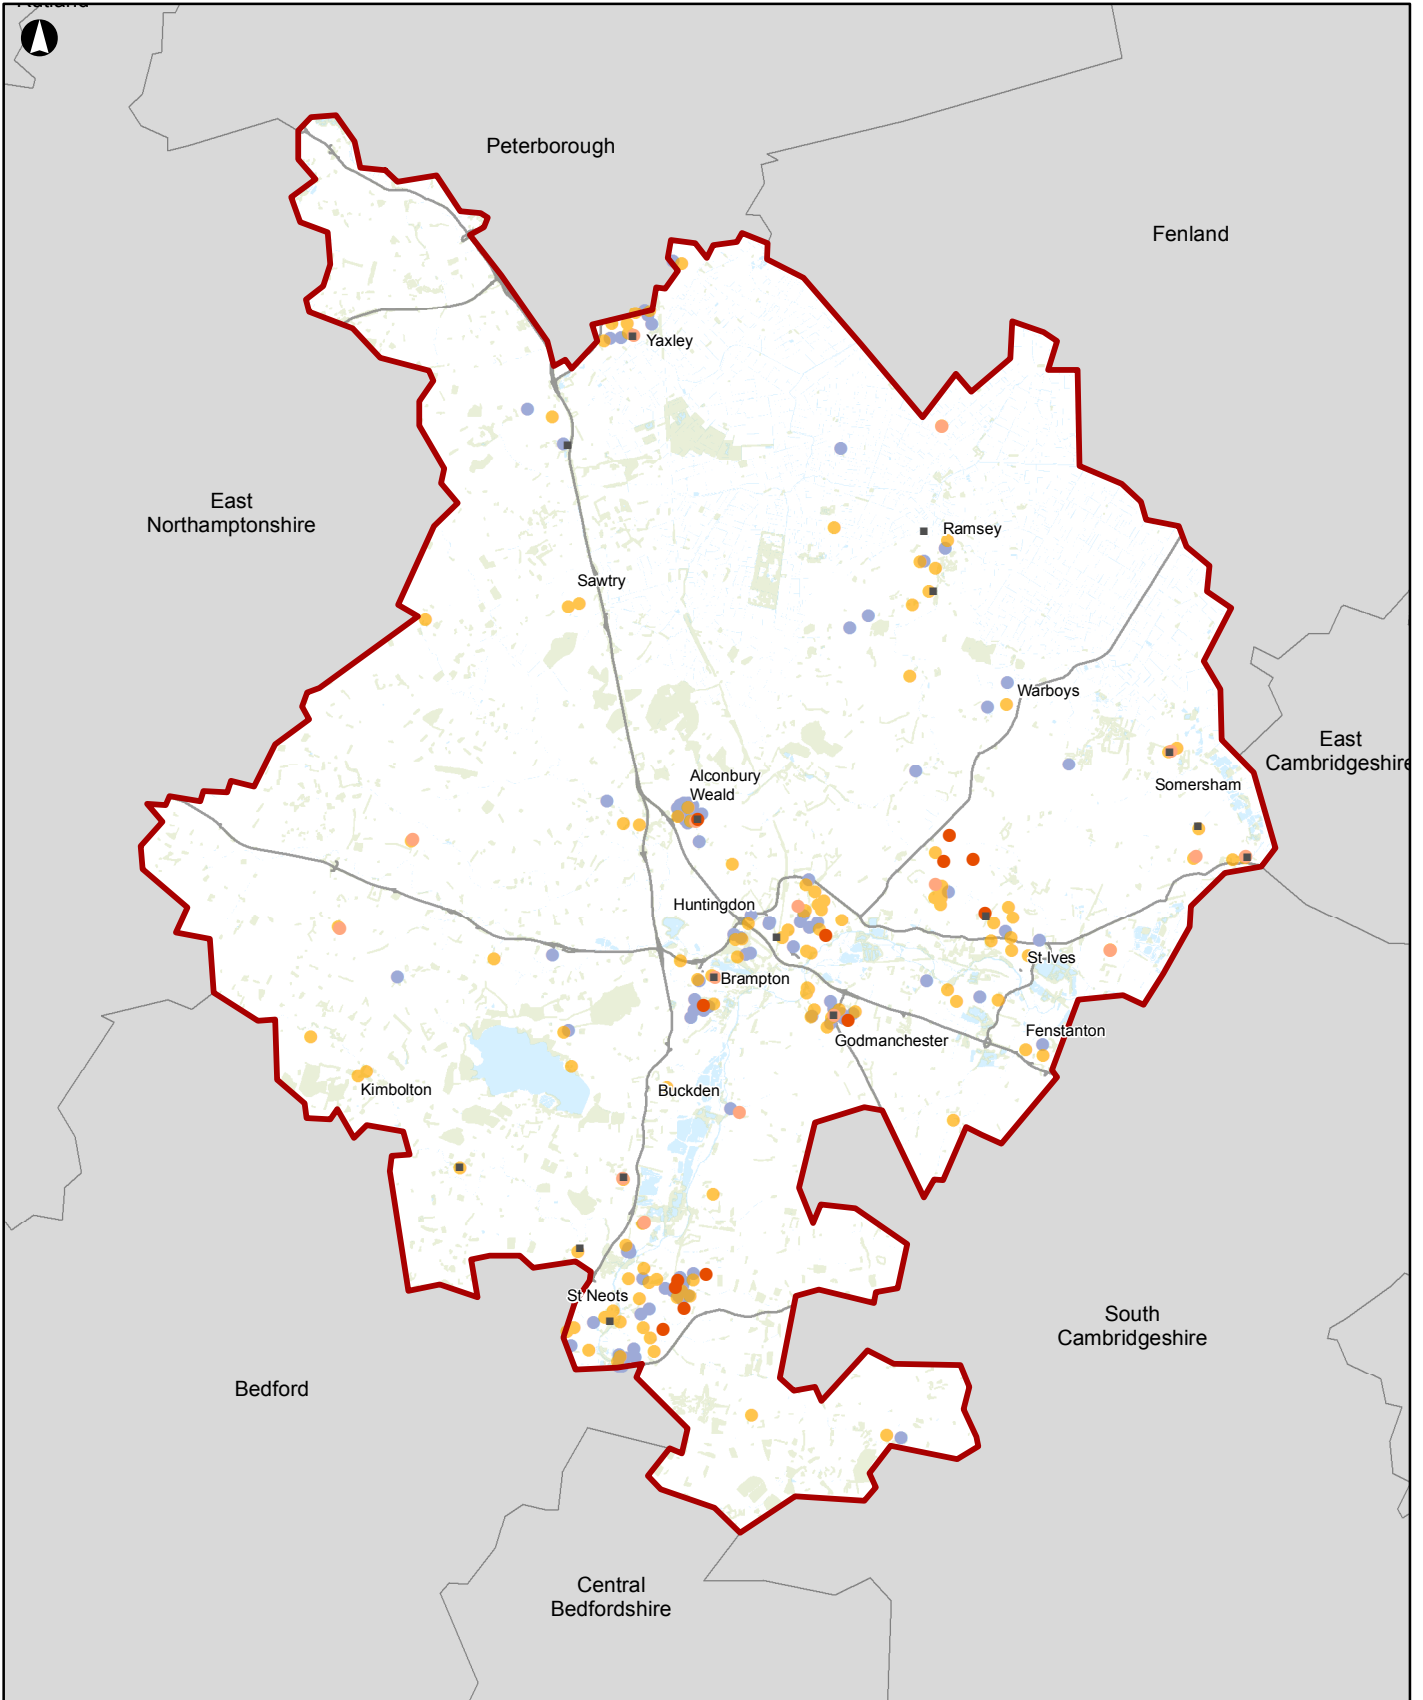 Rutland
Peterborough
Fenland
Yaxley
East
Northamptonshire
Ramsey
Sawtry
Warboys
East
Cambridgeshire
Alconbury
Weald
Somersham
Huntingdon
St Ives
Brampton
Fenstanton
Godmanchester
Kimbolton
Buckden
St Neots
South
Cambridgeshire
Bedford
Central
Bedfordshire